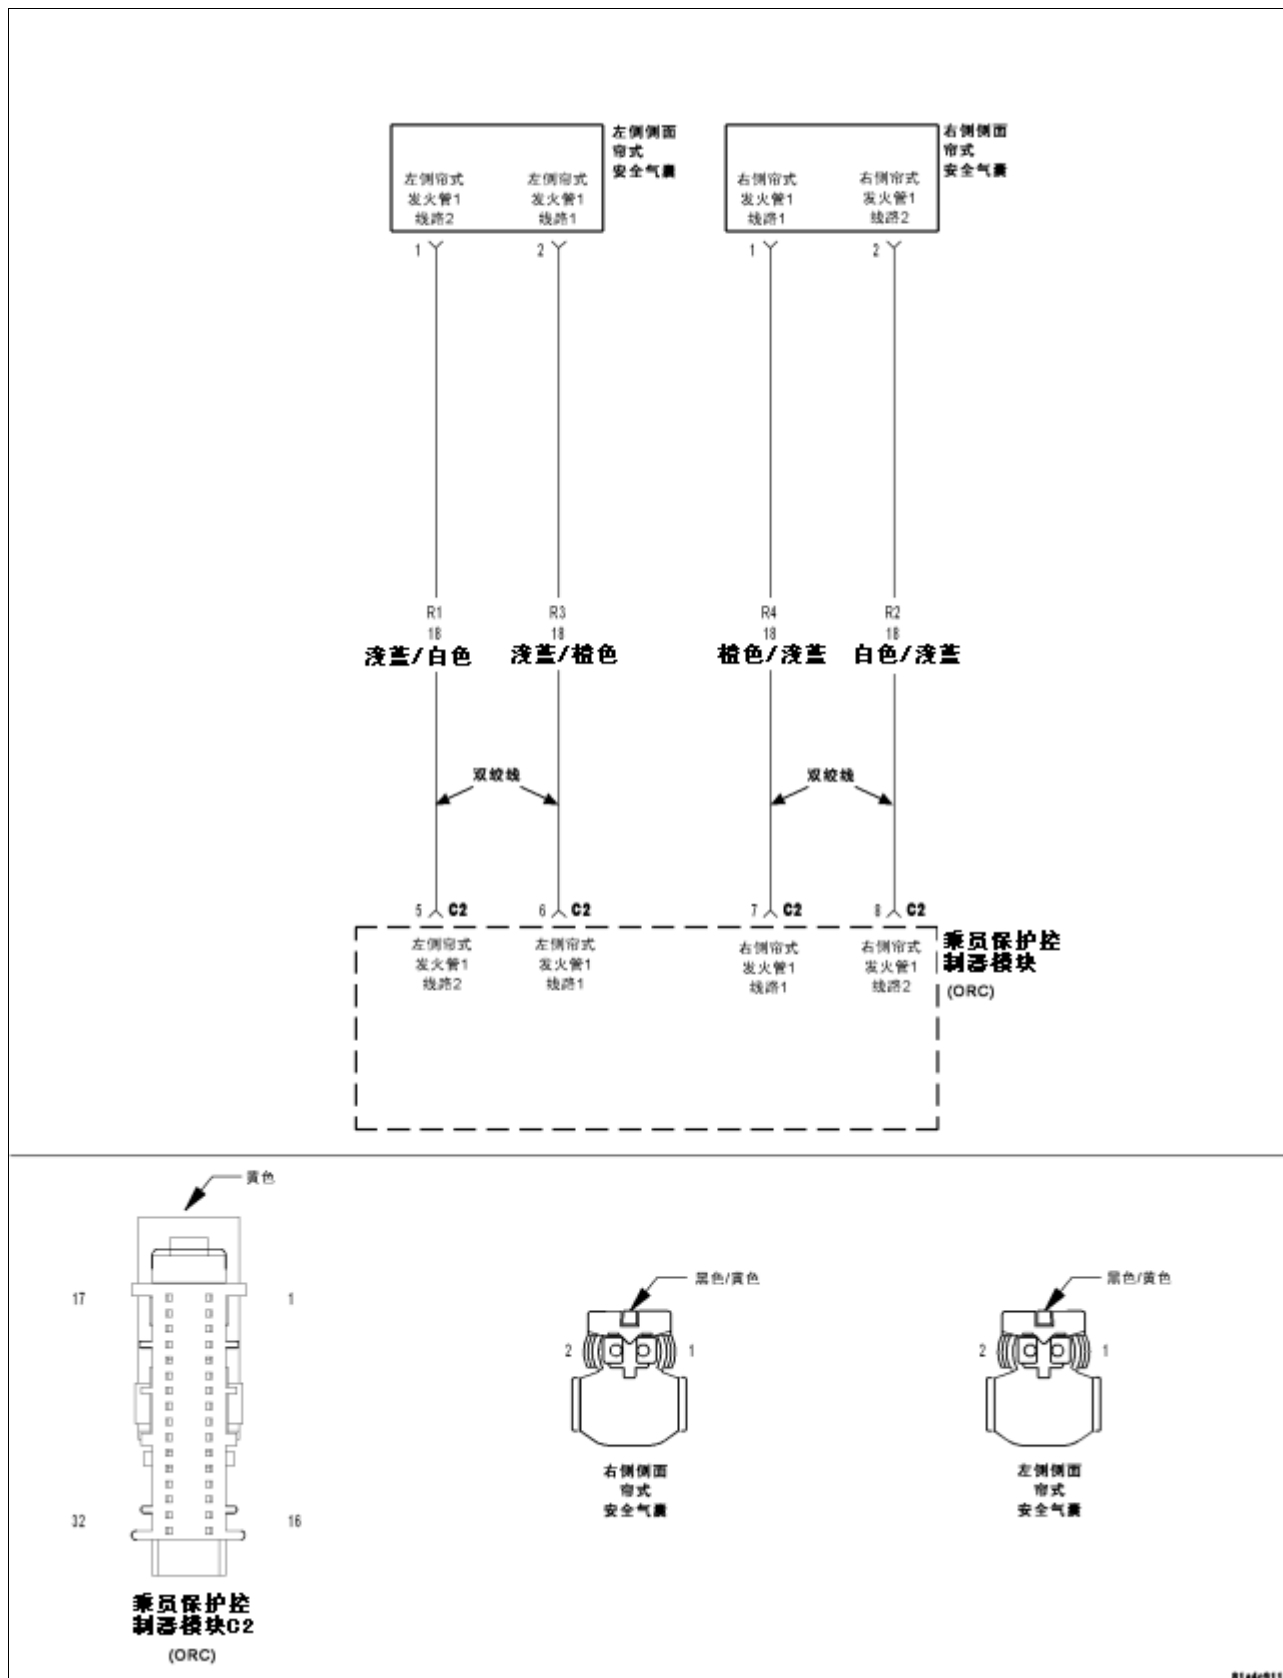 左侧侧面
帘式
安全气囊
左侧帘式
发火管1
线路2
左侧帘式
发火管1
线路1
1
2
右侧侧面
帘式
安全气囊
右侧帘式
发火管1
线路1
右侧帘式
发火管1
线路2
1
2
R1
18
浅蓝/白色
R3
18
浅蓝/橙色
R4
18
橙色/浅蓝
R2
18
白色/浅蓝
双绞线
双绞线
5 C2
6 C2
7 C2
8 C2
左侧帘式
发火管1
线路2
左侧帘式
发火管1
线路1
右侧帘式
发火管1
线路1
右侧帘式
发火管1
线路2
乘员保护控
制器模块
(ORC)
黄色
17
1
32
16
乘员保护控
制器模块C2
(ORC)
黑色/黄色
2
1
右侧侧面
帘式
安全气囊
黑色/黄色
2
1
左侧侧面
帘式
安全气囊